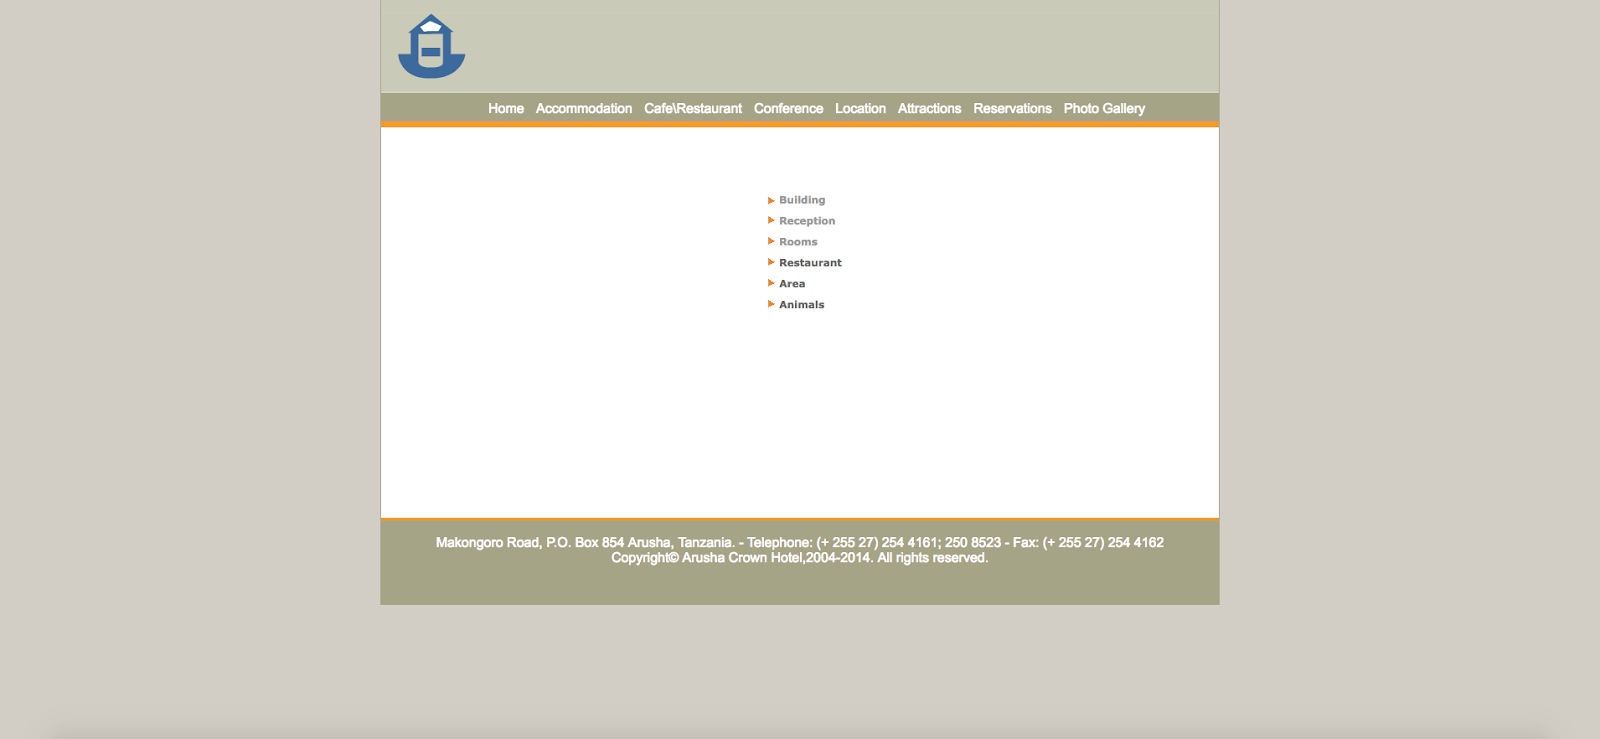 Home Accommodation Cafe\Restaurant Conference Location Attractions Reservations Photo Gallery
Building
Reception
Rooms
Restaurant
Area
Animals
Makongoro Road, P.O. Box 854 Arusha, Tanzania. - Telephone: (+ 255 27) 254 4161; 250 8523 - Fax: (+ 255 27) 254 4162
Copyright© Arusha Crown Hotel,2004-2014. All rights reserved.